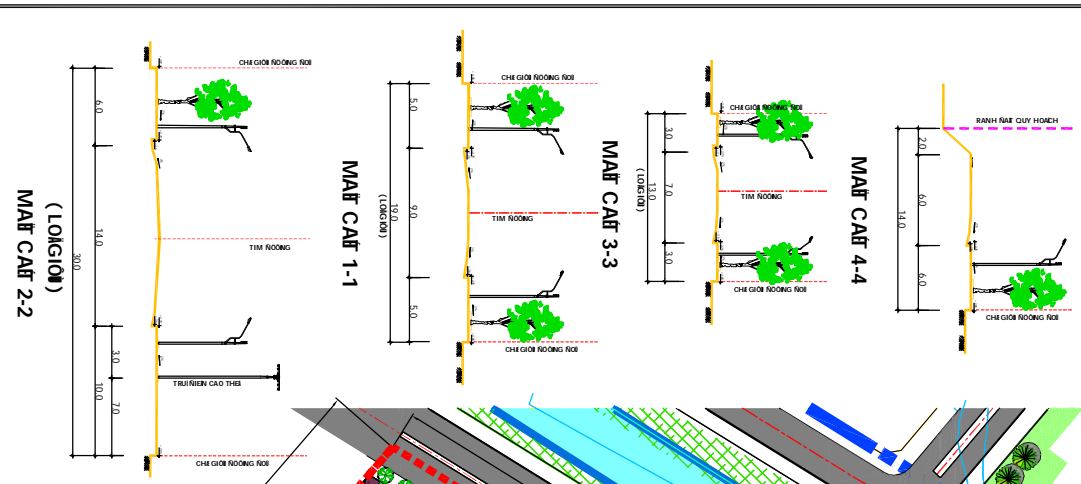 CHÆ GIÔÙI ÑÖÔØNG ÑOÛ
6.0
14.0
30.0
TIM ÑÖÔØNG
3.0
10.0
7.0
TRUÏ ÑIEÄN CAO THEÁ
CHÆ GIÔÙI ÑÖÔØNG ÑOÛ
MAËT CAÉT 2-2
( LOÄ GIÔÙI )
CHÆ GIÔÙI ÑÖÔØNG ÑOÛ
5.0
9.0
19.0
( LOÄ GIÔÙI )
TIM ÑÖÔØNG
5.0
CHÆ GIÔÙI ÑÖÔØNG ÑOÛ
MAËT CAÉT 1-1
CHÆ GIÔÙI ÑÖÔØNG ÑOÛ
3.0
7.0
13.0
( LOÄ GIÔÙI )
TIM ÑÖÔØNG
3.0
CHÆ GIÔÙI ÑÖÔØNG ÑOÛ
MAËT CAÉT 3-3
RANH ÑAÁT QUY HOAÏCH
2.0
6.0
14.0
6.0
CHÆ GIÔÙI ÑÖÔØNG ÑOÛ
MAËT CAÉT 4-4